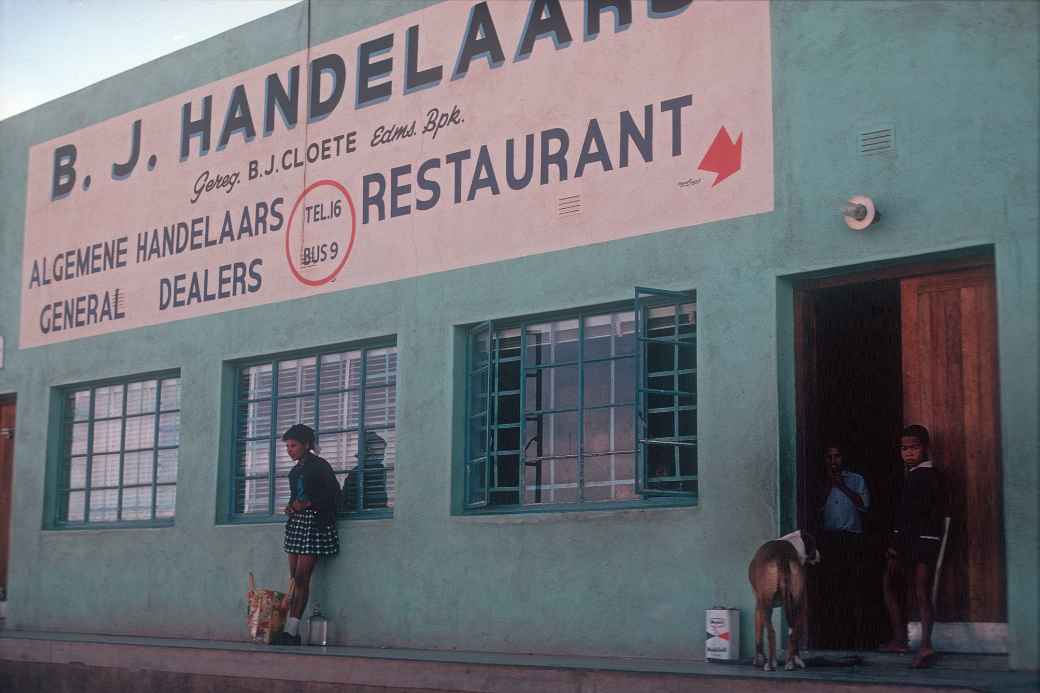 B. J. HANDELAARS
Gereg. B.J.CLOETE Edms. Bpk.
ALGEMENE HANDELAARS
GENERAL DEALERS
TEL.16
BUS 9
RESTAURANT